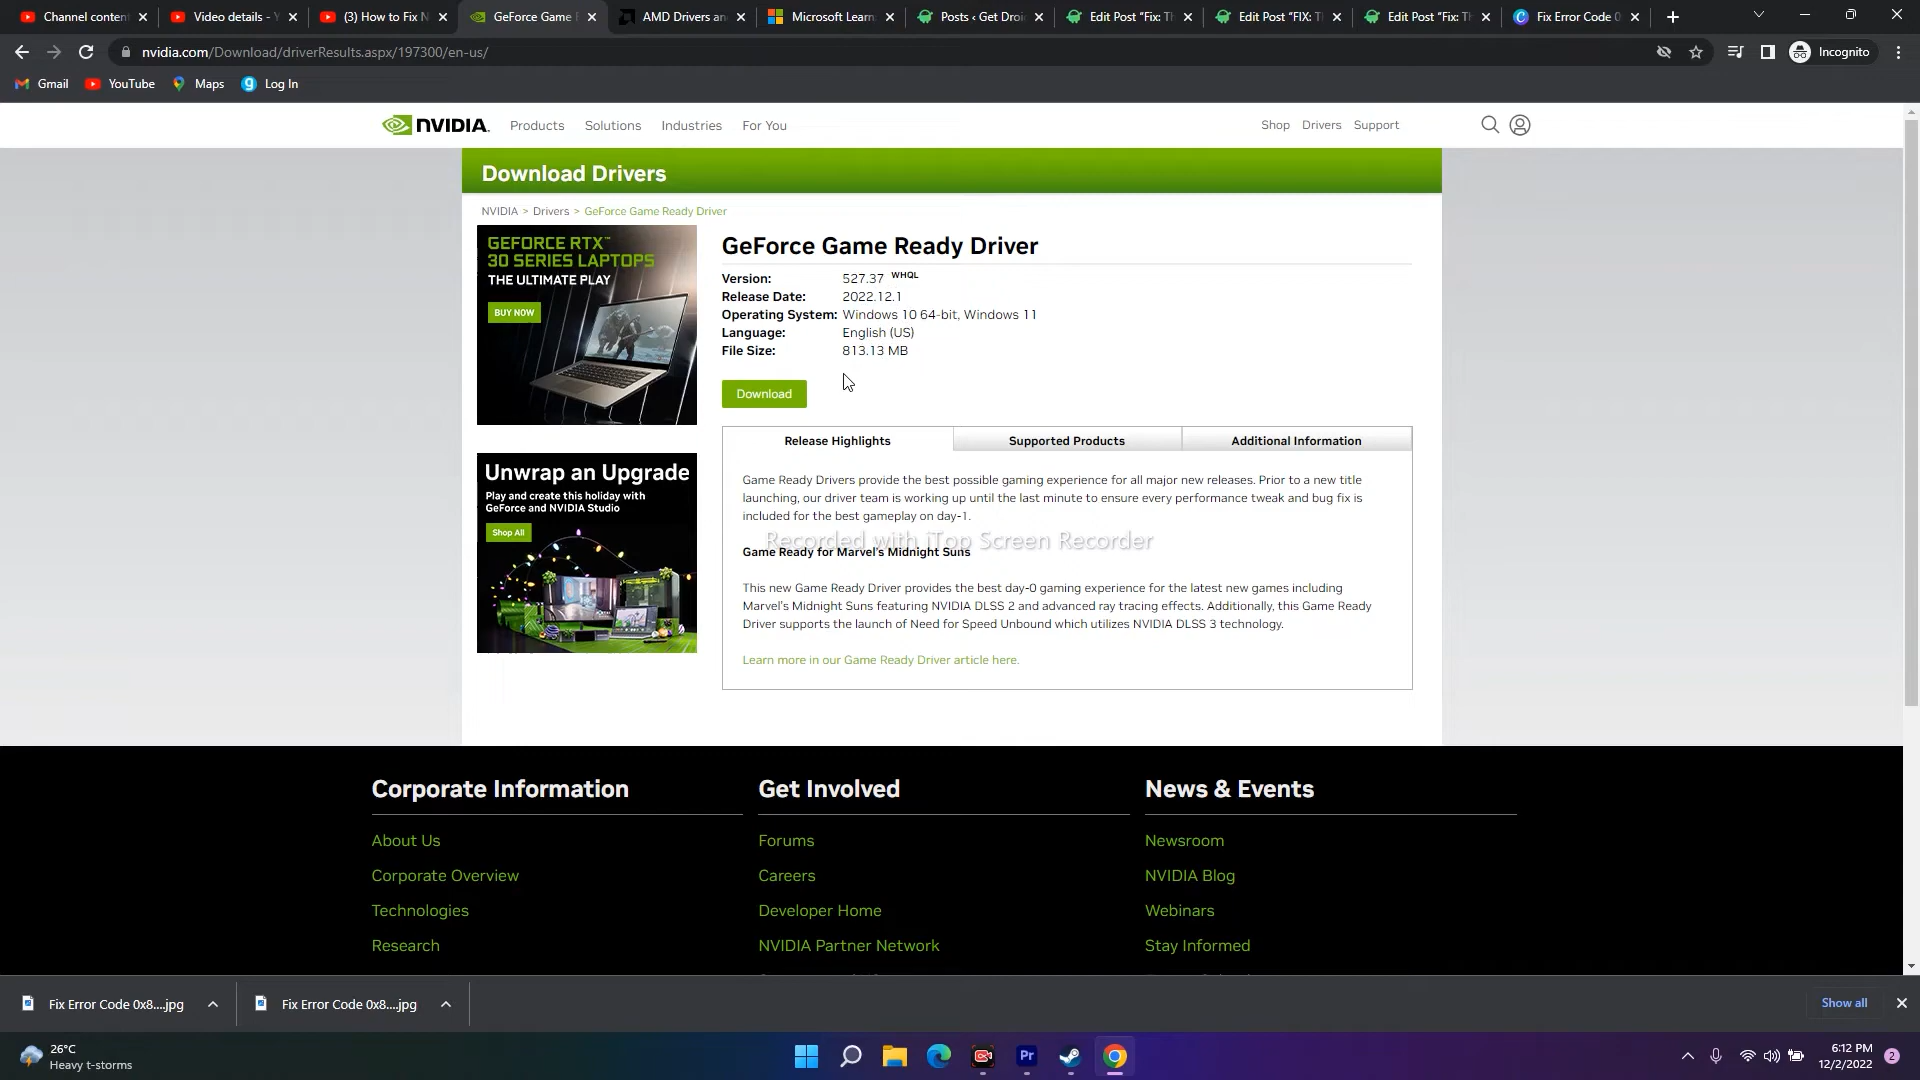 Channel conten
Video details - Y
(3) How to Fix N
GeForce Game F
AMD Drivers an
Microsoft Learn
Posts ‹ Get Droi
Edit Post “Fix: Th
Edit Post “FIX: T
Edit Post “Fix: Th
Fix Error Code 0
nvidia.com/Download/driverResults.aspx/197300/en-us/
Incognito
Gmail
YouTube
Maps
Log In
NVIDIA.
Products
Solutions
Industries
For You
Shop
Drivers
Support
Download Drivers
NVIDIA > Drivers > GeForce Game Ready Driver
GEFORCE RTX™
30 SERIES LAPTOPS
THE ULTIMATE PLAY
BUY NOW
GeForce Game Ready Driver
Version: 527.37 WHQL
Release Date: 2022.12.1
Operating System: Windows 10 64-bit, Windows 11
Language: English (US)
File Size: 813.13 MB
Download
Unwrap an Upgrade
Play and create this holiday with
GeForce and NVIDIA Studio
Shop All
Release Highlights
Supported Products
Additional Information
Game Ready Drivers provide the best possible gaming experience for all major new releases. Prior to a new title
launching, our driver team is working up until the last minute to ensure every performance tweak and bug fix is
included for the best gameplay on day-1.
Recorded with iTop Screen Recorder
Game Ready for Marvel's Midnight Suns
This new Game Ready Driver provides the best day-0 gaming experience for the latest new games including
Marvel's Midnight Suns featuring NVIDIA DLSS 2 and advanced ray tracing effects. Additionally, this Game Ready
Driver supports the launch of Need for Speed Unbound which utilizes NVIDIA DLSS 3 technology.
Learn more in our Game Ready Driver article here.
Corporate Information
About Us
Corporate Overview
Technologies
Research
Get Involved
Forums
Careers
Developer Home
NVIDIA Partner Network
News & Events
Newsroom
NVIDIA Blog
Webinars
Stay Informed
Fix Error Code 0x8....jpg
Fix Error Code 0x8....jpg
Show all
26°C
Heavy t-storms
Pr
6:12 PM
12/2/2022
2